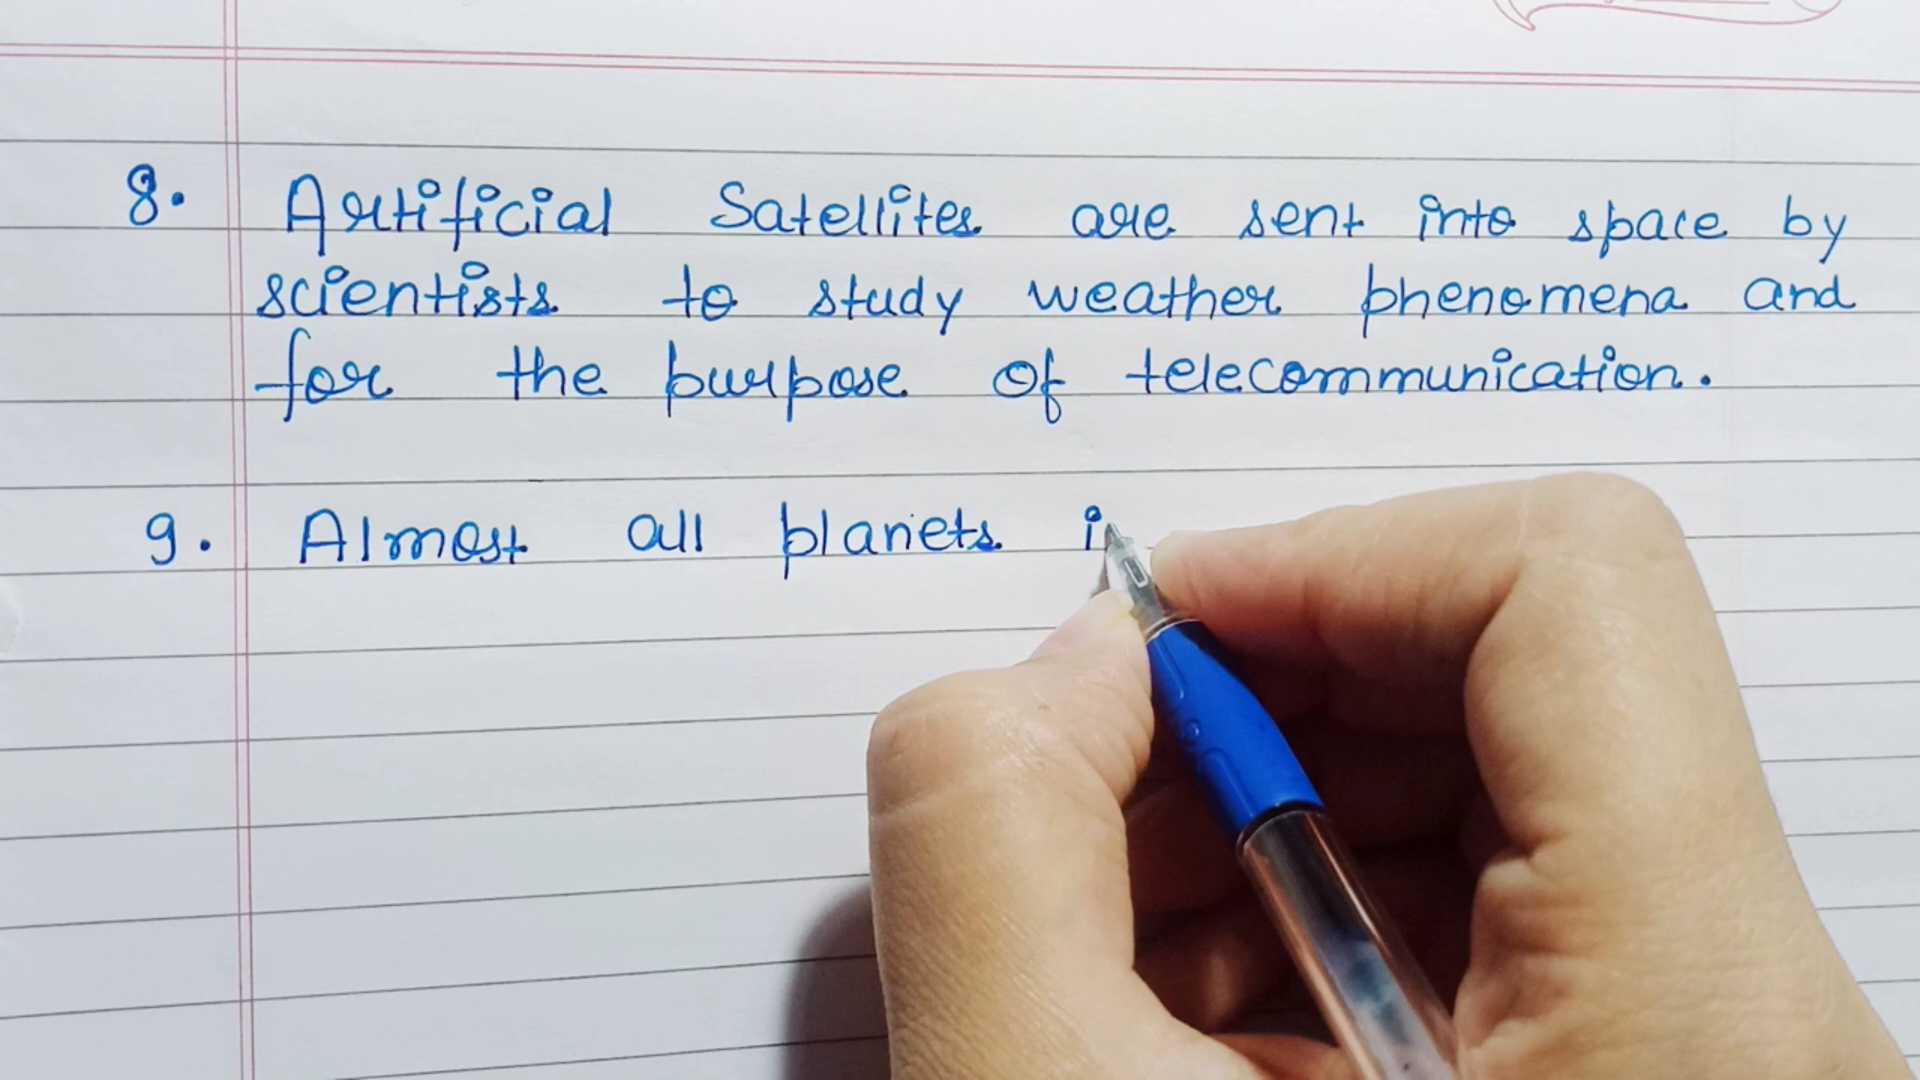 8. Artificial Satellites are sent into space by
scientists to study weather phenomena and
for the purpose of telecommunication.
9. Almost all planets i